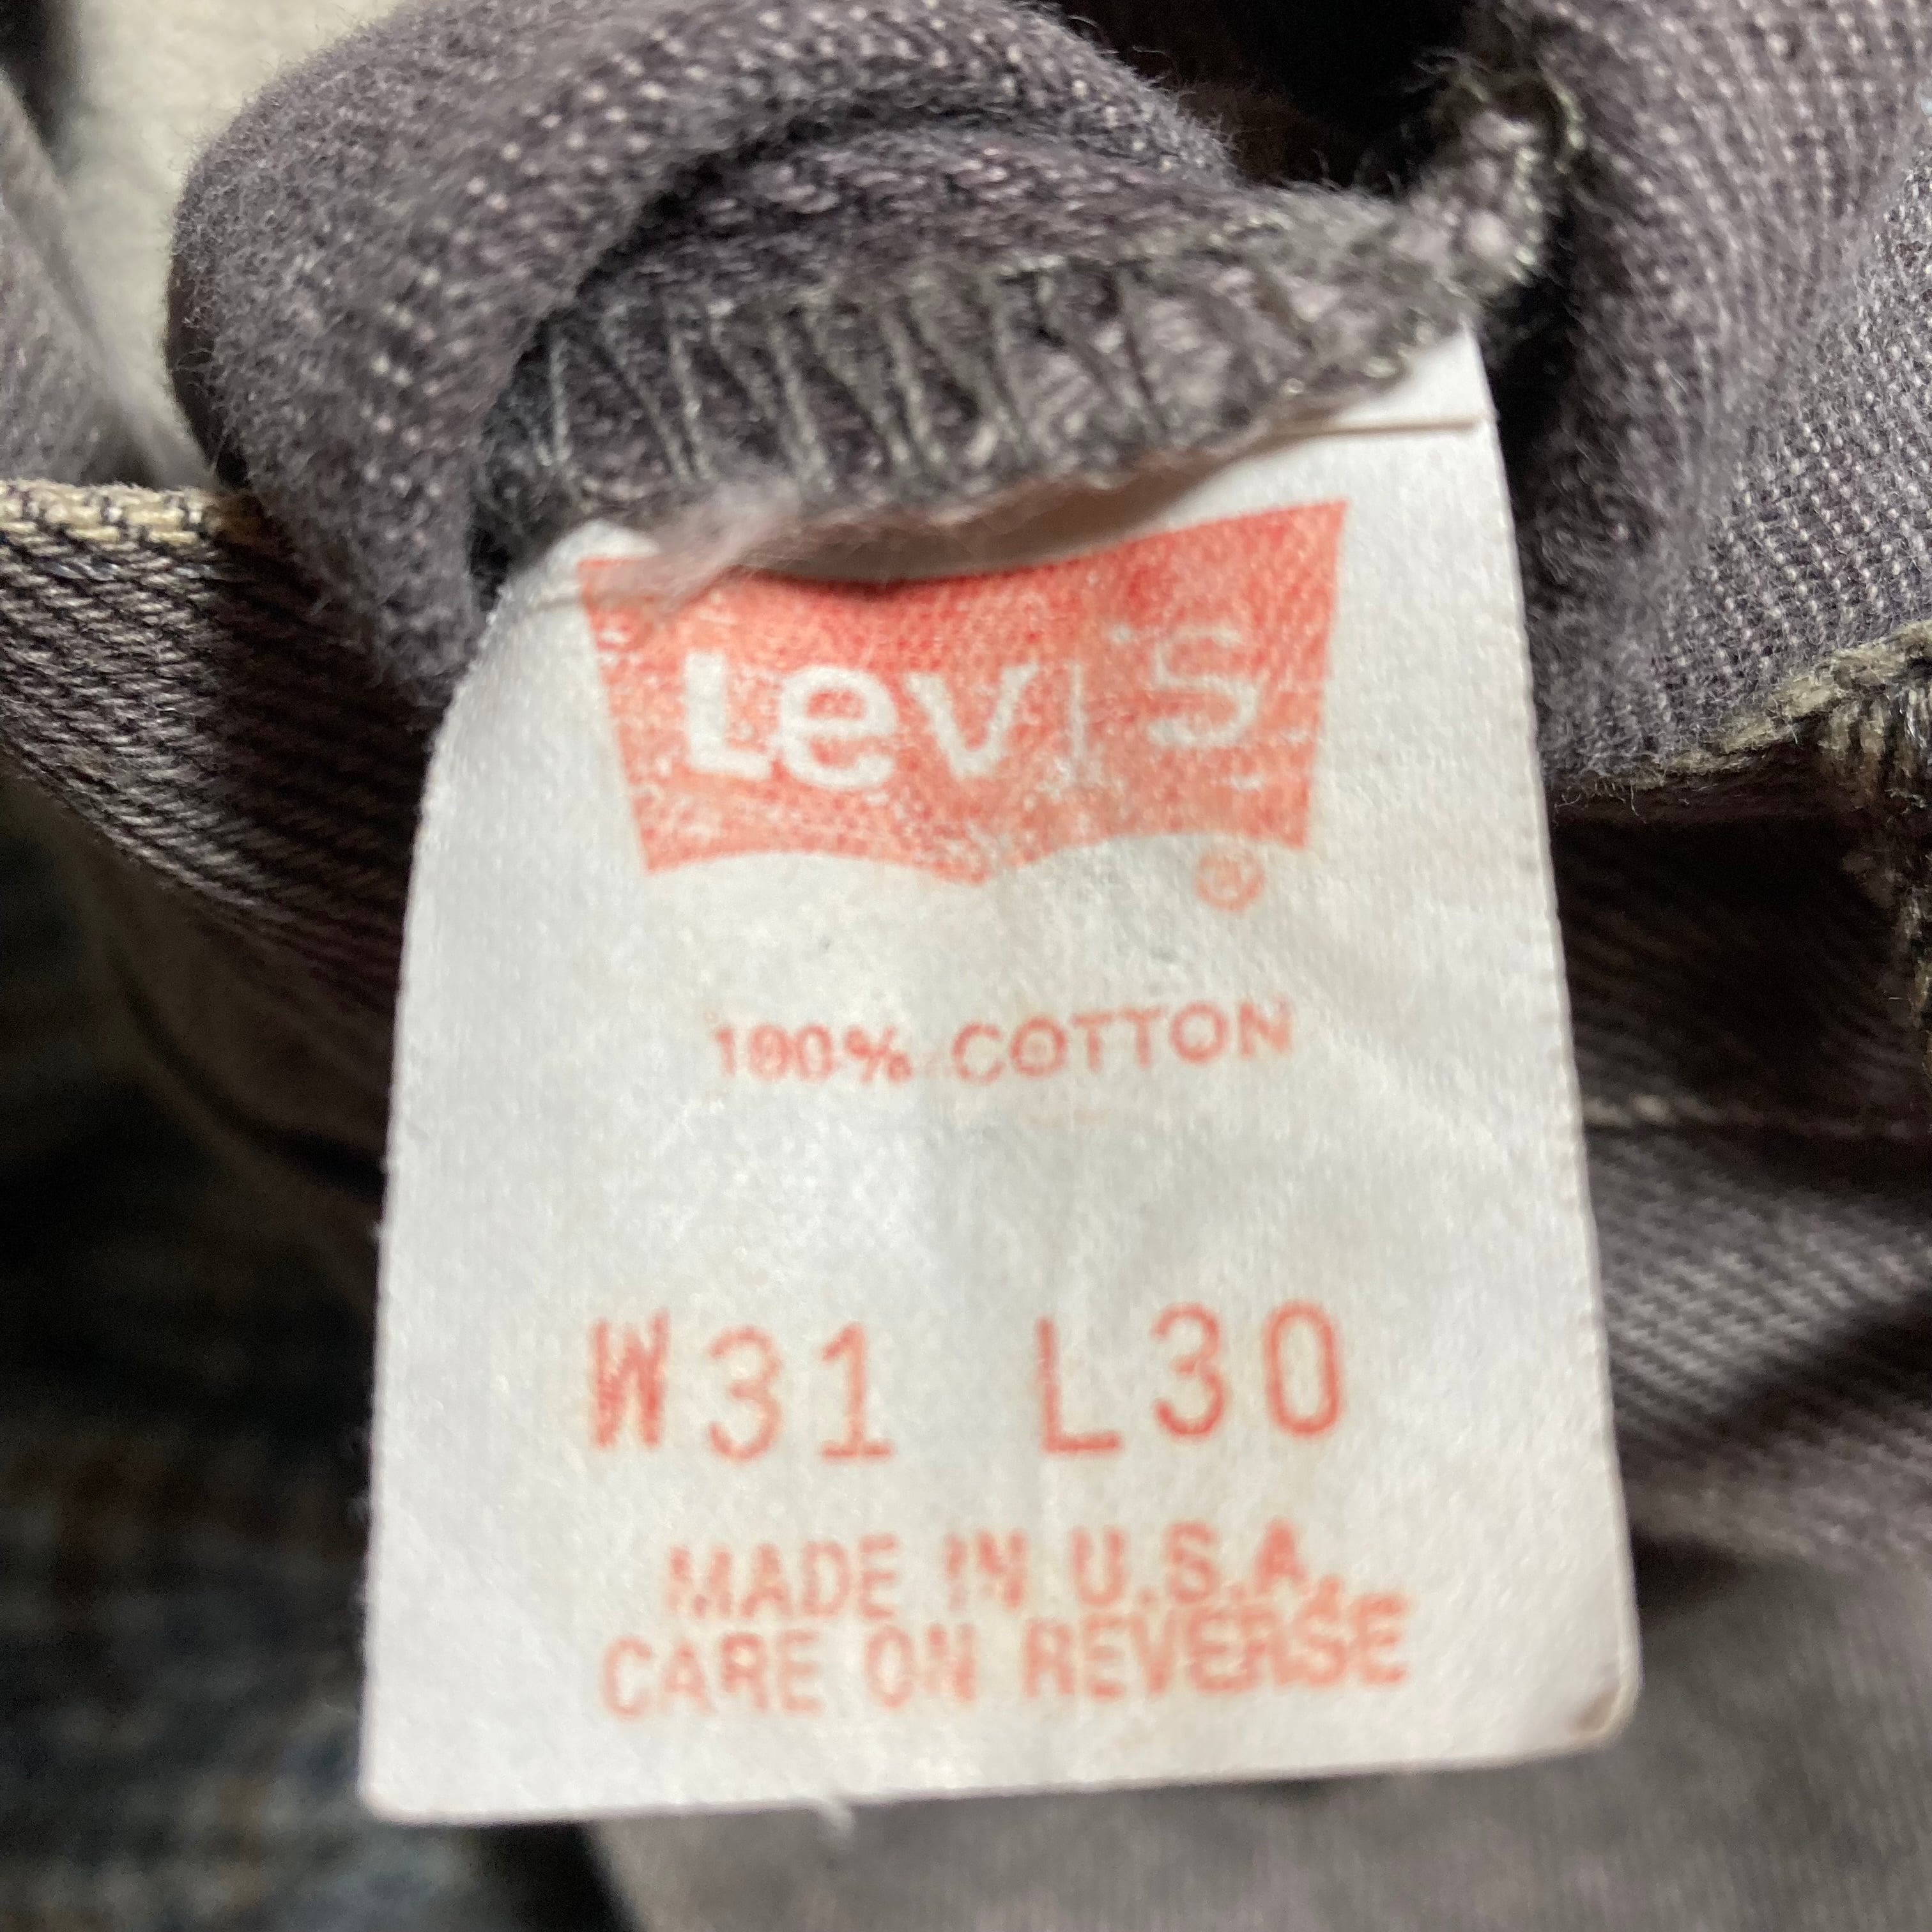 Levi's
®
100% COTTON
W31 L30
MADE IN U.S.A.
CARE ON REVERSE